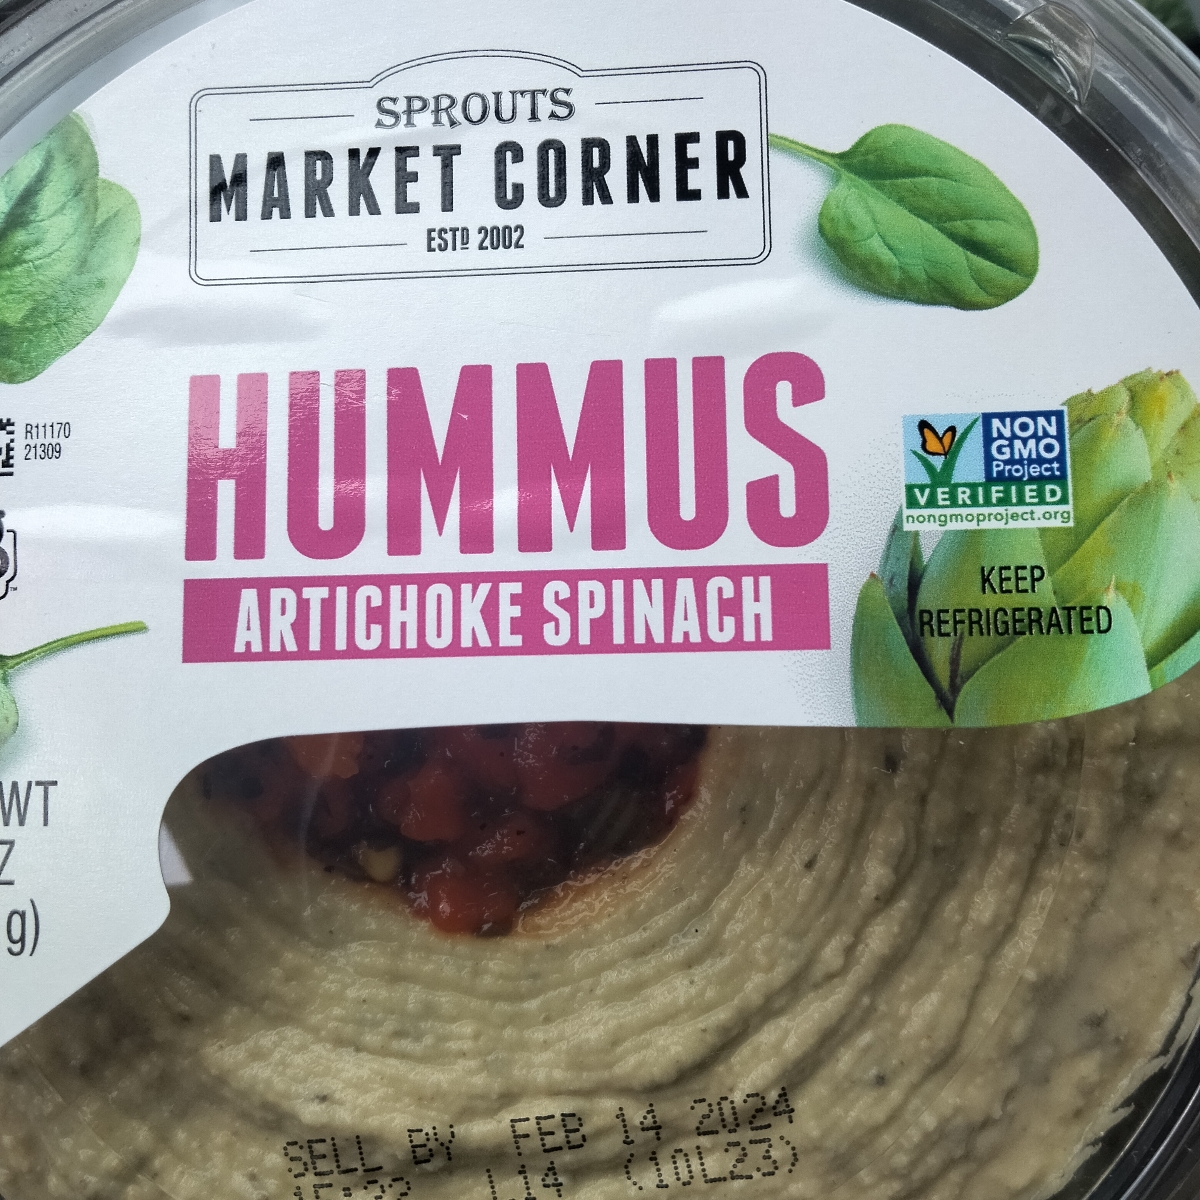 SPROUTS
MARKET CORNER
ESTD 2002
HUMMUS
ARTICHOKE SPINACH
R11170
21309
NON
GMO
Project
VERIFIED
nongmoproject.org
KEEP
REFRIGERATED
WT
Z
g)
SELL BY FEB 14 2024
L14 (10L23)